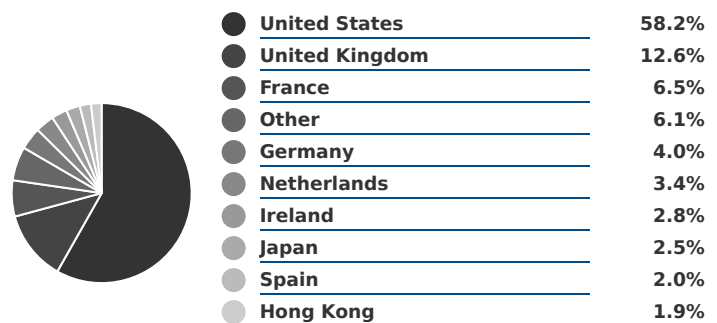 United States 58.2%
United Kingdom 12.6%
France 6.5%
Other 6.1%
Germany 4.0%
Netherlands 3.4%
Ireland 2.8%
Japan 2.5%
Spain 2.0%
Hong Kong 1.9%